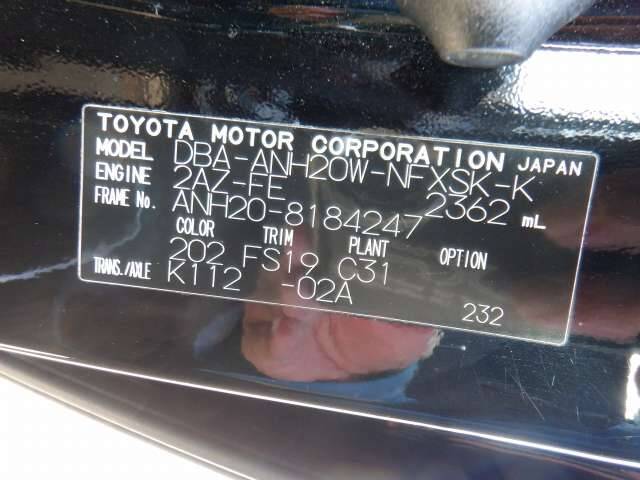 TOYOTA MOTOR CORPORATION JAPAN
MODEL DBA-ANH20W-NFXSK-K
ENGINE 2AZ-FE 2362 mL
FRAME No. ANH20-8184247
COLOR TRIM PLANT OPTION
202 FS19 C31
TRANS./AXLE K112 -02A 232